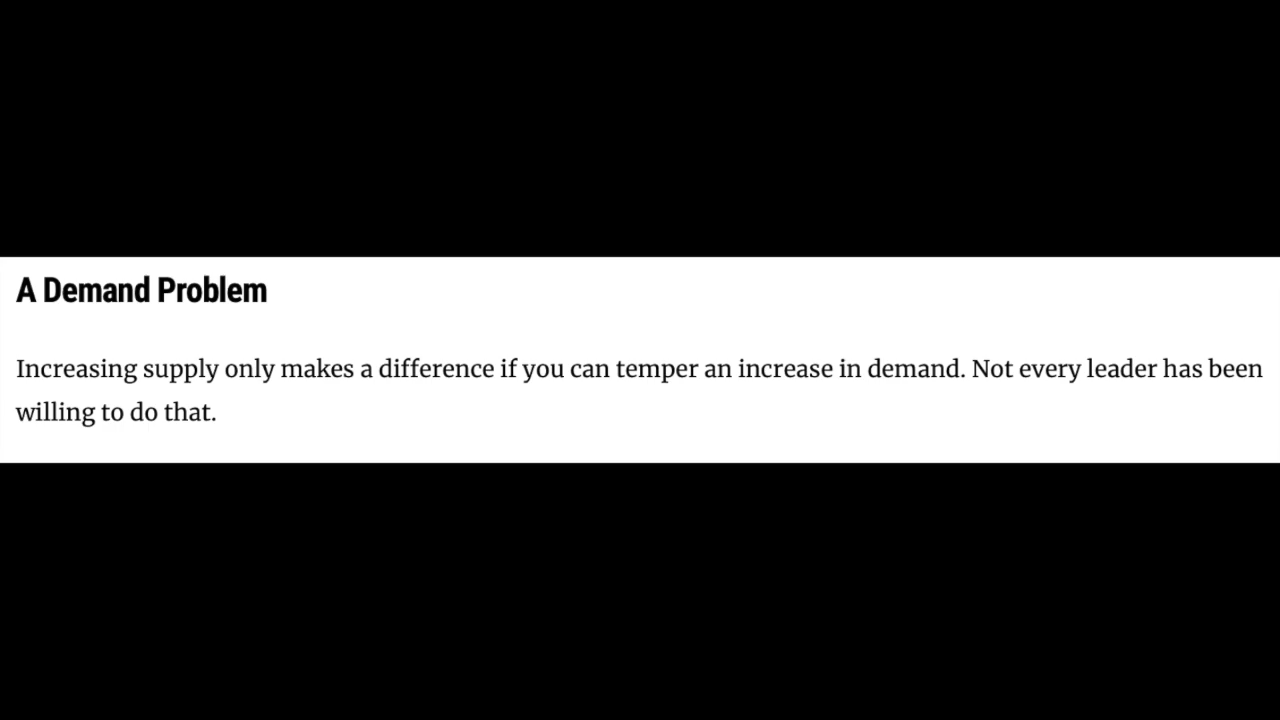 A Demand Problem
Increasing supply only makes a difference if you can temper an increase in demand. Not every leader has been
willing to do that.